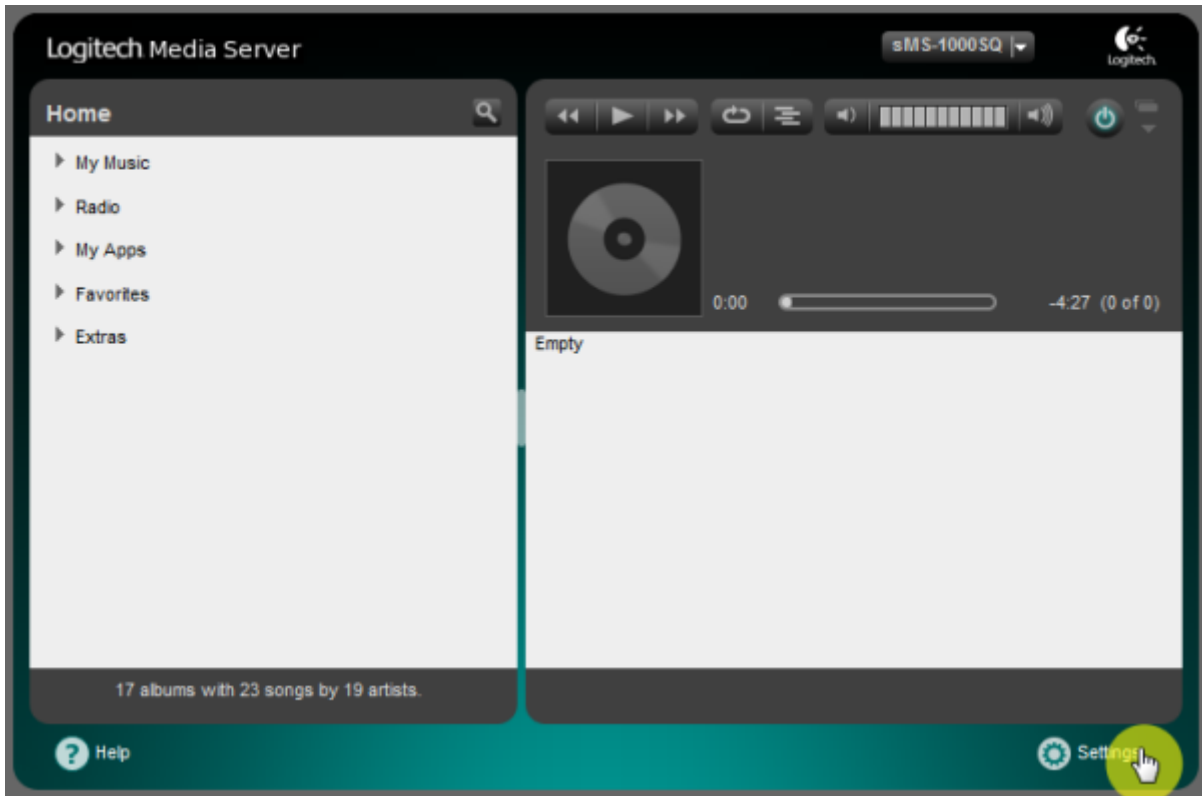 Logitech Media Server
sMS-1000SQ
Logitech
Home
My Music
Radio
My Apps
Favorites
Extras
0:00
-4:27 (0 of 0)
Empty
17 albums with 23 songs by 19 artists.
? Help
Settings